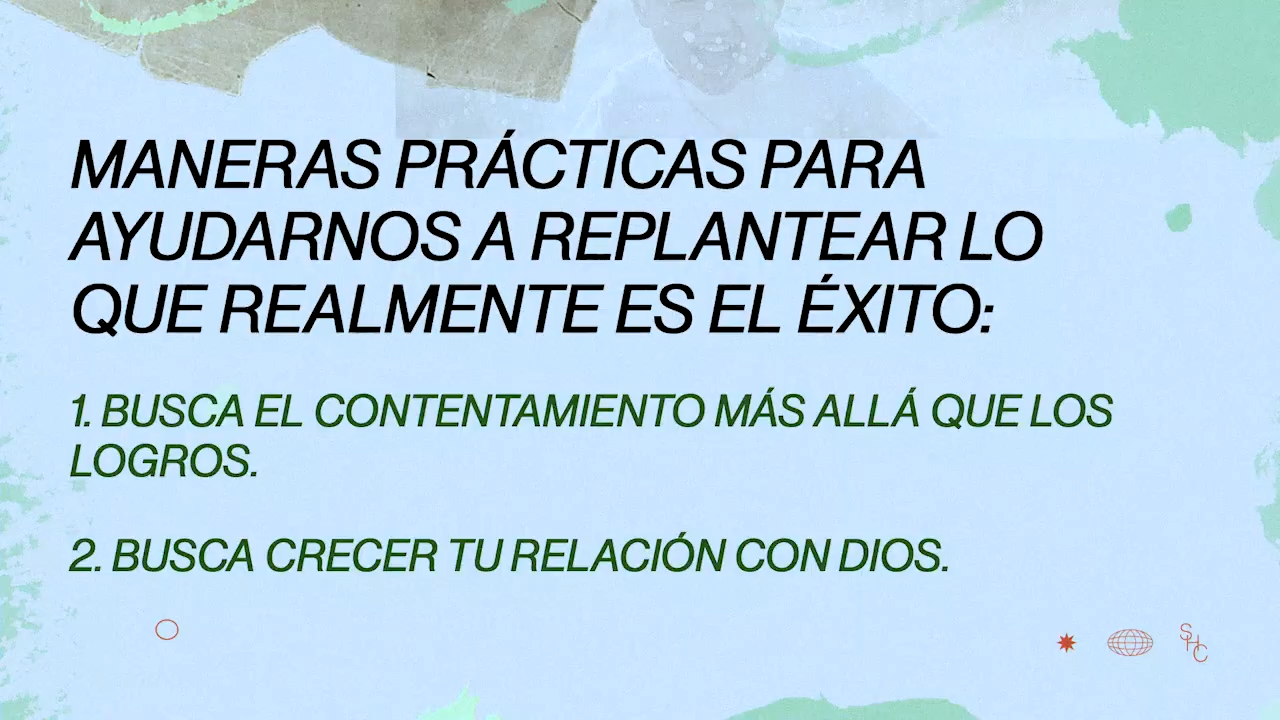 MANERAS PRÁCTICAS PARA
AYUDARNOS A REPLANTEAR LO
QUE REALMENTE ES EL ÉXITO:
1. BUSCA EL CONTENTAMIENTO MÁS ALLÁ QUE LOS
LOGROS.
2. BUSCA CRECER TU RELACIÓN CON DIOS.
SHC